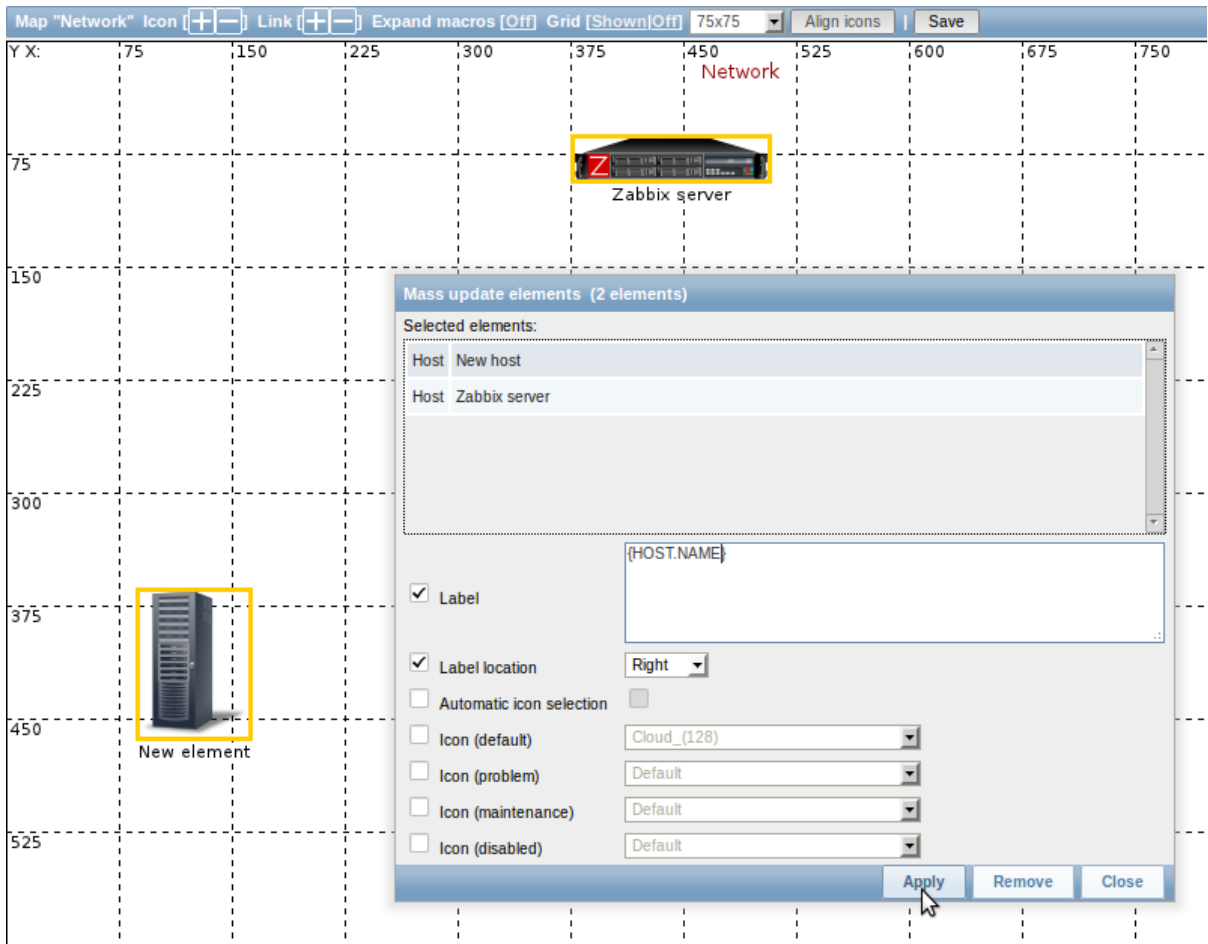 Map "Network" Icon [+−] Link [+−] Expand macros [Off] Grid [Shown|Off] 75x75 Align icons | Save
Y X: 75 150 225 300 375 450 525 600 675 750
Network
75
Z
Zabbix server
150
Mass update elements (2 elements)
Selected elements:
Host New host
225
Host Zabbix server
300
{HOST.NAME}
Label
375
Label location Right
Automatic icon selection
450
Icon (default) Cloud_(128)
New element
Icon (problem) Default
Icon (maintenance) Default
525
Icon (disabled) Default
Apply Remove Close